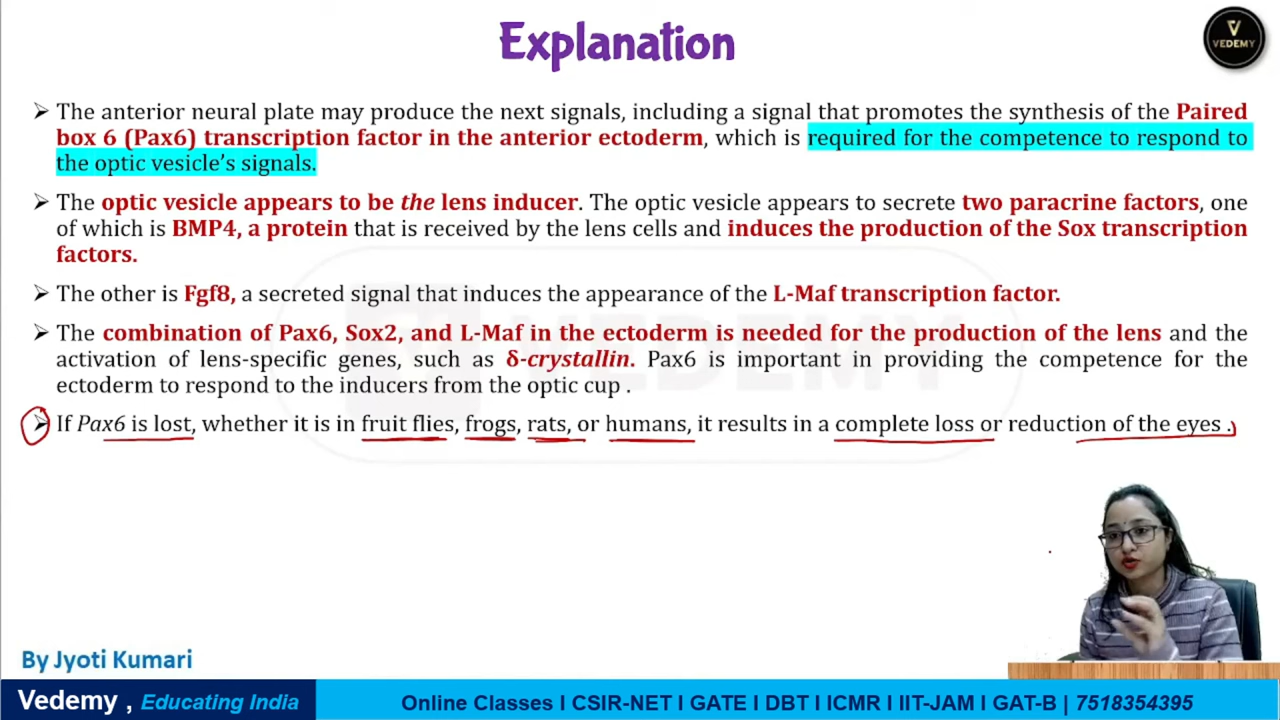 Explanation
VEDEMY
➢ The anterior neural plate may produce the next signals, including a signal that promotes the synthesis of the Paired
box 6 (Pax6) transcription factor in the anterior ectoderm, which is required for the competence to respond to
the optic vesicle’s signals.
➢ The optic vesicle appears to be the lens inducer. The optic vesicle appears to secrete two paracrine factors, one
of which is BMP4, a protein that is received by the lens cells and induces the production of the Sox transcription
factors.
➢ The other is Fgf8, a secreted signal that induces the appearance of the L-Maf transcription factor.
➢ The combination of Pax6, Sox2, and L-Maf in the ectoderm is needed for the production of the lens and the
activation of lens-specific genes, such as δ-crystallin. Pax6 is important in providing the competence for the
ectoderm to respond to the inducers from the optic cup .
➢ If Pax6 is lost, whether it is in fruit flies, frogs, rats, or humans, it results in a complete loss or reduction of the eyes .
VEDEMY
By Jyoti Kumari
Vedemy , Educating India
Online Classes I CSIR-NET I GATE I DBT I ICMR I IIT-JAM I GAT-B | 7518354395